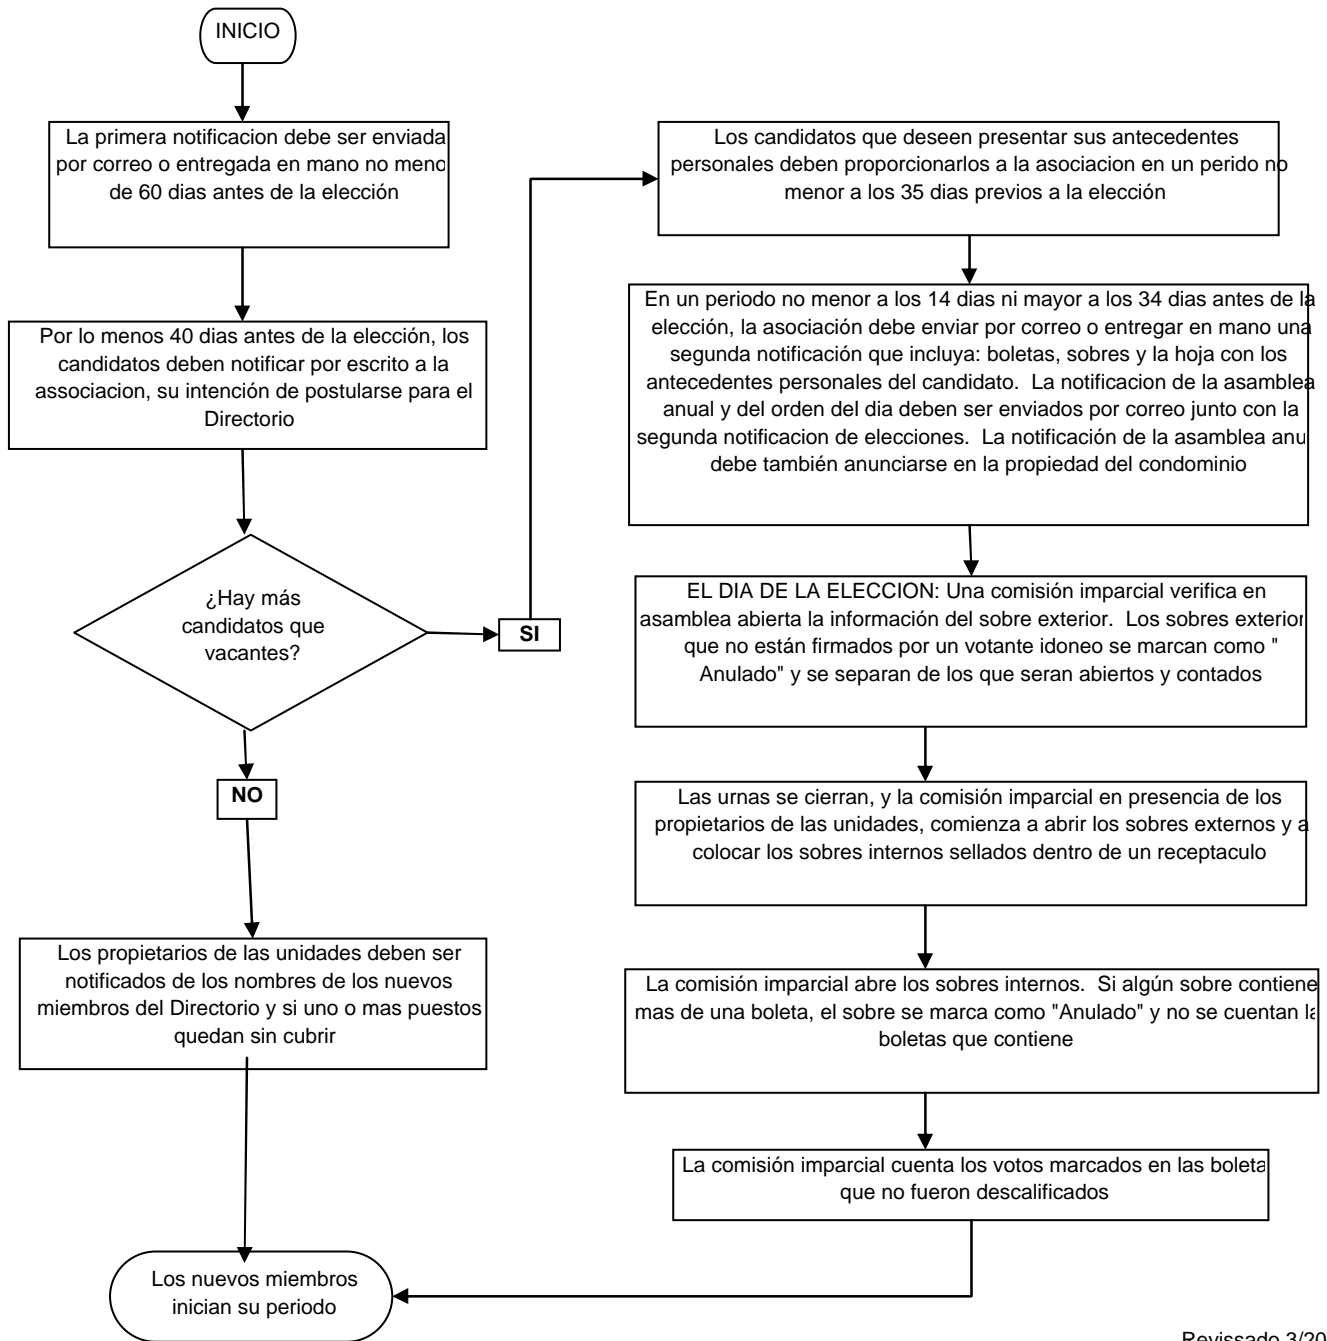 INICIO
La primera notificacion debe ser enviada
por correo o entregada en mano no meno
de 60 dias antes de la elección
Por lo menos 40 dias antes de la elección, los
candidatos deben notificar por escrito a la
associacion, su intención de postularse para el
Directorio
¿Hay más
candidatos que
vacantes?
SI
NO
Los propietarios de las unidades deben ser
notificados de los nombres de los nuevos
miembros del Directorio y si uno o mas puestos
quedan sin cubrir
Los candidatos que deseen presentar sus antecedentes
personales deben proporcionarlos a la asociacion en un perido no
menor a los 35 dias previos a la elección
En un periodo no menor a los 14 dias ni mayor a los 34 dias antes de la
elección, la asociación debe enviar por correo o entregar en mano una
segunda notificación que incluya: boletas, sobres y la hoja con los
antecedentes personales del candidato. La notificacion de la asamblea
anual y del orden del dia deben ser enviados por correo junto con la
segunda notificacion de elecciones. La notificación de la asamblea anu
debe también anunciarse en la propiedad del condominio
EL DIA DE LA ELECCION: Una comisión imparcial verifica en
asamblea abierta la información del sobre exterior. Los sobres exterior
que no están firmados por un votante idoneo se marcan como "
Anulado" y se separan de los que seran abiertos y contados
Las urnas se cierran, y la comisión imparcial en presencia de los
propietarios de las unidades, comienza a abrir los sobres externos y a
colocar los sobres internos sellados dentro de un receptaculo
La comisión imparcial abre los sobres internos. Si algún sobre contiene
mas de una boleta, el sobre se marca como "Anulado" y no se cuentan la
boletas que contiene
La comisión imparcial cuenta los votos marcados en las boleta
que no fueron descalificados
Los nuevos miembros
inician su periodo
Revissado 3/20